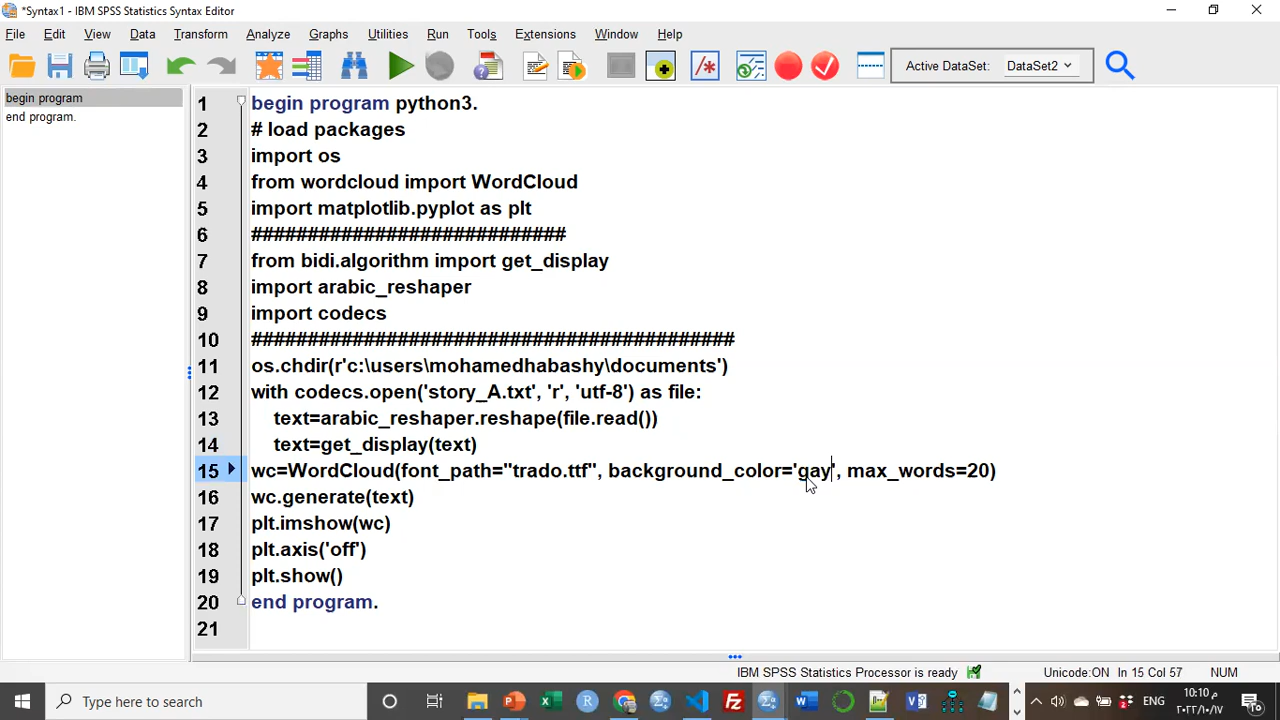 *Syntax1 - IBM SPSS Statistics Syntax Editor
File Edit View Data Transform Analyze Graphs Utilities Run Tools Extensions Window Help
Active DataSet: DataSet2
begin program
end program.
1 begin program python3.
2 # load packages
3 import os
4 from wordcloud import WordCloud
5 import matplotlib.pyplot as plt
6 ############################
7 from bidi.algorithm import get_display
8 import arabic_reshaper
9 import codecs
10 ###########################################
11 os.chdir(r'c:\users\mohamedhabashy\documents')
12 with codecs.open('story_A.txt', 'r', 'utf-8') as file:
13 text=arabic_reshaper.reshape(file.read())
14 text=get_display(text)
15 wc=WordCloud(font_path="trado.ttf", background_color='gay', max_words=20)
16 wc.generate(text)
17 plt.imshow(wc)
18 plt.axis('off')
19 plt.show()
20 end program.
21
IBM SPSS Statistics Processor is ready Unicode:ON In 15 Col 57 NUM
Type here to search
ENG
١٠:١٠ م